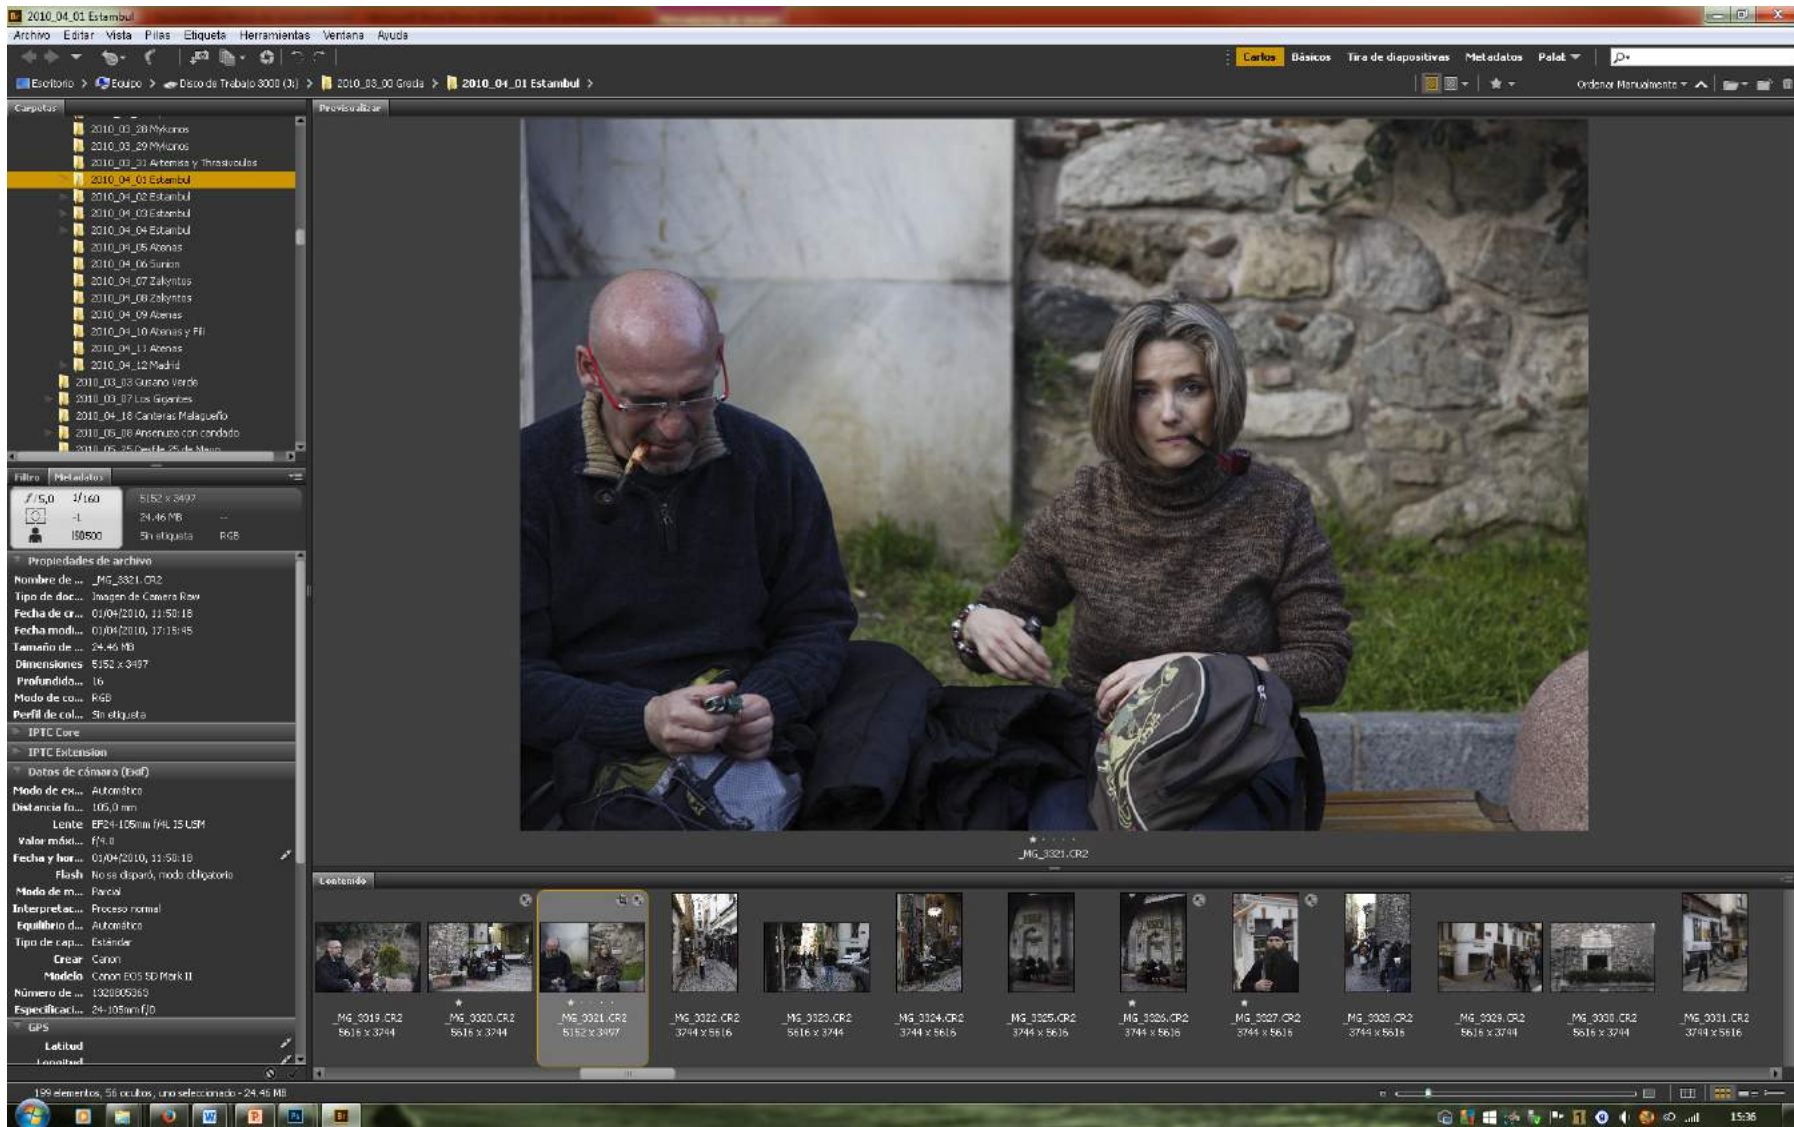 2010_04_01 Estambul
Archivo Editar Vista Pilas Etiqueta Herramientas Ventana Ayuda
Carlos Básicos Tira de diapositivas Metadatos Palab
Escritorio > Equipo > Disco de Trabajo 3000 (J:) > 2010_03_00 Grecia > 2010_04_01 Estambul >
Ordenar Manualmente
Carpetas
2010_03_28 Mykonos
2010_03_29 Mykonos
2010_03_31 Artemisa y Thrasivoulos
2010_04_01 Estambul
2010_04_02 Estambul
2010_04_03 Estambul
2010_04_04 Estambul
2010_04_05 Atenas
2010_04_06 Sunion
2010_04_07 Zakyntos
2010_04_08 Zakyntos
2010_04_09 Atenas
2010_04_10 Atenas y Fili
2010_04_11 Atenas
2010_04_12 Madrid
2010_03_03 Gusano Verde
2010_03_07 Los Gigantes
2010_04_18 Canteras Malagueño
2010_05_08 Ansenuza con candado
2010_05_25 Desfile 25 de Mayo
Filtro Metadatos
f/5,0 1/160 5152 x 3497
-1 24.46 MB --
ISO500 Sin etiqueta RGB
Propiedades de archivo
Nombre de ... _MG_3321.CR2
Tipo de doc... Imagen de Camera Raw
Fecha de cr... 01/04/2010, 11:50:18
Fecha modi... 01/04/2010, 17:15:45
Tamaño de ... 24.46 MB
Dimensiones 5152 x 3497
Profundida... 16
Modo de co... RGB
Perfil de col... Sin etiqueta
IPTC Core
IPTC Extension
Datos de cámara (Exif)
Modo de ex... Automático
Distancia fo... 105,0 mm
Lente EF24-105mm f/4L IS USM
Valor máxi... f/4.0
Fecha y hor... 01/04/2010, 11:50:18
Flash No se disparó, modo obligatorio
Modo de m... Parcial
Interpretac... Proceso normal
Equilibrio d... Automático
Tipo de cap... Estándar
Crear Canon
Modelo Canon EOS 5D Mark II
Número de ... 1320805369
Especificaci... 24-105mm f/0
GPS
Latitud
Longitud
199 elementos, 56 ocultos, uno seleccionado - 24.46 MB
Previsualizar
_MG_3321.CR2
Contenido
_MG_3319.CR2 _MG_3320.CR2 _MG_3321.CR2 _MG_3322.CR2 _MG_3323.CR2 _MG_3324.CR2 _MG_3325.CR2 _MG_3326.CR2 _MG_3327.CR2 _MG_3328.CR2 _MG_3329.CR2 _MG_3330.CR2 _MG_3331.CR2
5616 x 3744 5616 x 3744 5152 x 3497 3744 x 5616 5616 x 3744 3744 x 5616 3744 x 5616 3744 x 5616 3744 x 5616 3744 x 5616 5616 x 3744 5616 x 3744 3744 x 5616
15:36